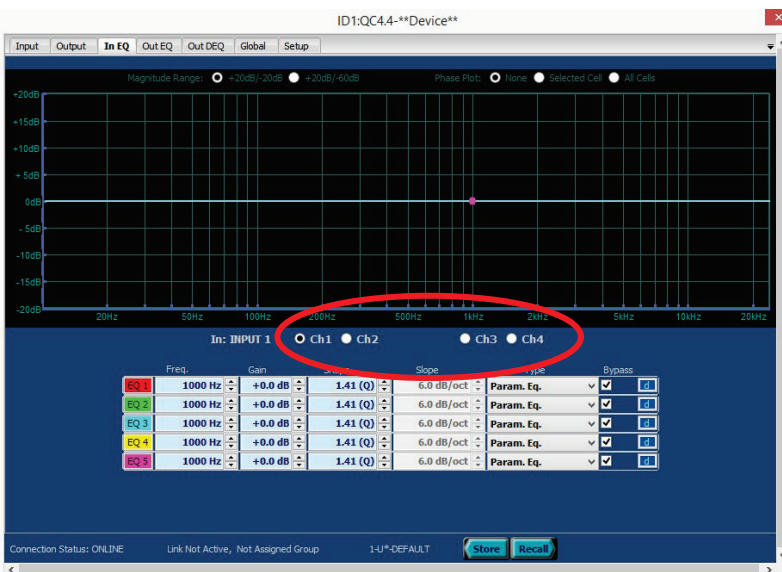 ID1:QC4.4-**Device**
Input Output In EQ Out EQ Out DEQ Global Setup
Magnitude Range: +20dB/-20dB +20dB/-60dB Phase Plot: None Selected Cell All Cells
+20dB
+15dB
+10dB
+ 5dB
0dB
- 5dB
-10dB
-15dB
-20dB
20Hz 50Hz 100Hz 200Hz 500Hz 1kHz 2kHz 5kHz 10kHz 20kHz
In: INPUT 1 Ch1 Ch2 Ch3 Ch4
Freq. Gain Slope Type Bypass
EQ 1 1000 Hz +0.0 dB 1.41 (Q) 6.0 dB/oct Param. Eq. d
EQ 2 1000 Hz +0.0 dB 1.41 (Q) 6.0 dB/oct Param. Eq. d
EQ 3 1000 Hz +0.0 dB 1.41 (Q) 6.0 dB/oct Param. Eq. d
EQ 4 1000 Hz +0.0 dB 1.41 (Q) 6.0 dB/oct Param. Eq. d
EQ 5 1000 Hz +0.0 dB 1.41 (Q) 6.0 dB/oct Param. Eq. d
Connection Status: ONLINE Link Not Active, Not Assigned Group 1-U*-DEFAULT Store Recall